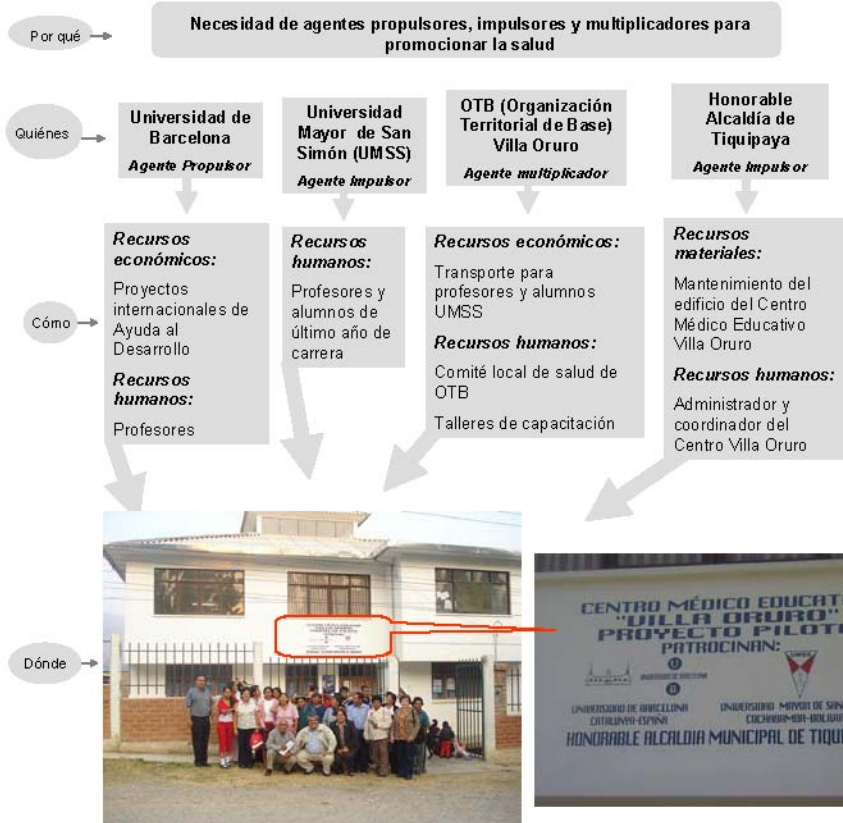 Por qué
Necesidad de agentes propulsores, impulsores y multiplicadores para
promocionar la salud
Quiénes
Universidad de
Barcelona
Agente Propulsor
Universidad
Mayor de San
Simón (UMSS)
Agente Impulsor
OTB (Organización
Territorial de Base)
Villa Oruro
Agente multiplicador
Honorable
Alcaldía de
Tiquipaya
Agente Impulsor
Cómo
Recursos
económicos:
Proyectos
internacionales de
Ayuda al
Desarrollo
Recursos
humanos:
Profesores
Recursos
humanos:
Profesores y
alumnos de
último año de
carrera
Recursos económicos:
Transporte para
profesores y alumnos
UMSS
Recursos humanos:
Comité local de salud de
OTB
Talleres de capacitación
Recursos
materiales:
Mantenimiento del
edificio del Centro
Médico Educativo
Villa Oruro
Recursos humanos:
Administrador y
coordinador del
Centro Villa Oruro
Dónde
CENTRO MÉDICO EDUCAT
"VILLA ORURO"
PROYECTO PILOTO
PATROCINAN:
U
UNIVERSITAT DE BARCELONA
B
UMSS
UNIVERSIDAD DE BARCELONA
CATALUNYA-ESPAÑA
UNIVERSIDAD MAYOR DE SAN
COCHABAMBA-BOLIVIA
HONORABLE ALCALDIA MUNICIPAL DE TIQUI